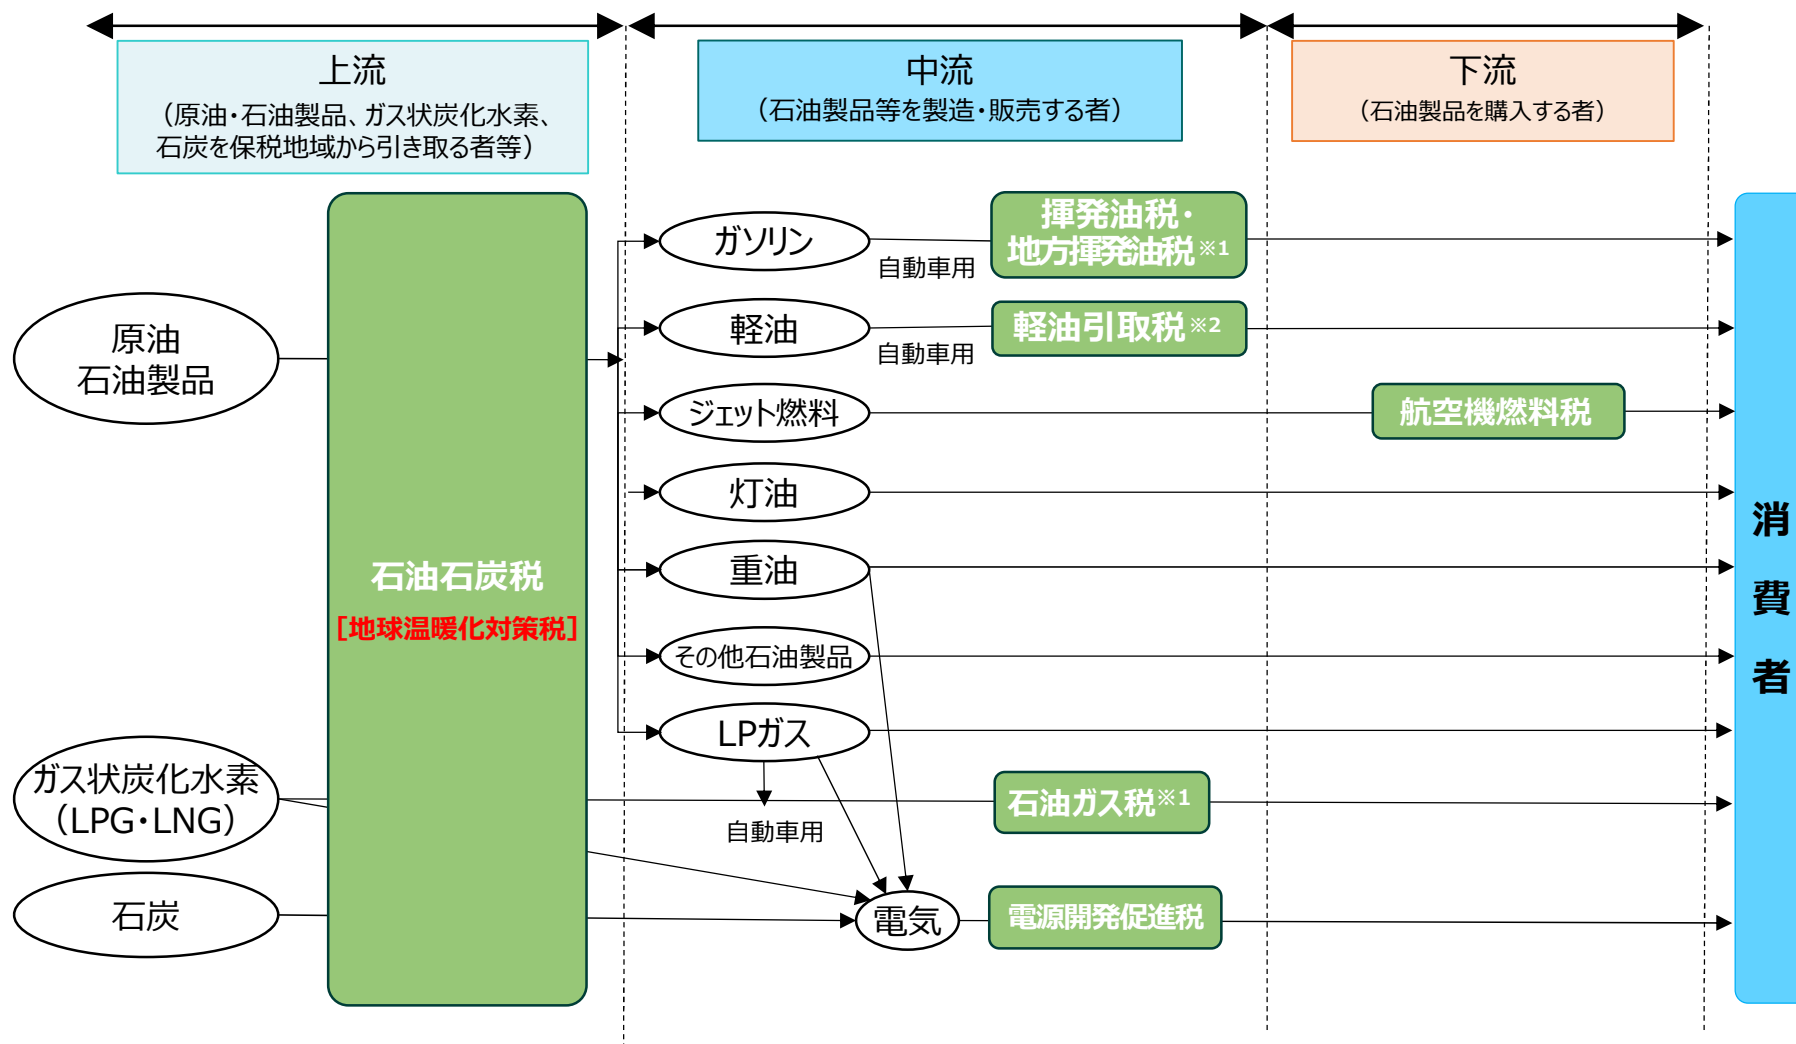 上流
（原油・石油製品、ガス状炭化水素、
石炭を保税地域から引き取る者等）
中流
（石油製品等を製造・販売する者）
下流
（石油製品を購入する者）
原油
石油製品
ガス状炭化水素
（LPG・LNG）
石炭
石油石炭税
［地球温暖化対策税］
ガソリン
自動車用
揮発油税・
地方揮発油税※1
軽油
自動車用
軽油引取税※2
ジェット燃料
航空機燃料税
灯油
重油
その他石油製品
LPガス
自動車用
石油ガス税※1
電気
電源開発促進税
消
費
者